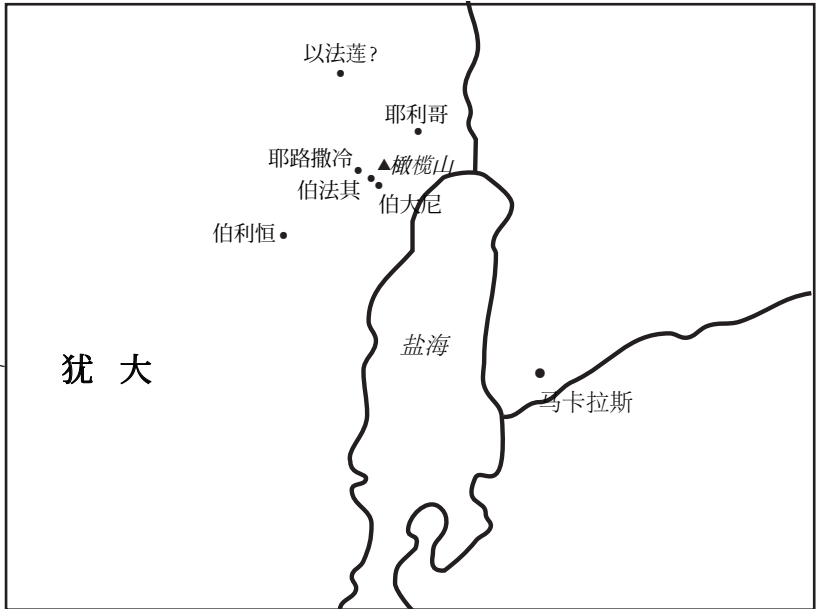 以法莲?
耶利哥
耶路撒冷
橄榄山
伯法其
伯大尼
伯利恒
盐海
犹 大
马卡拉斯